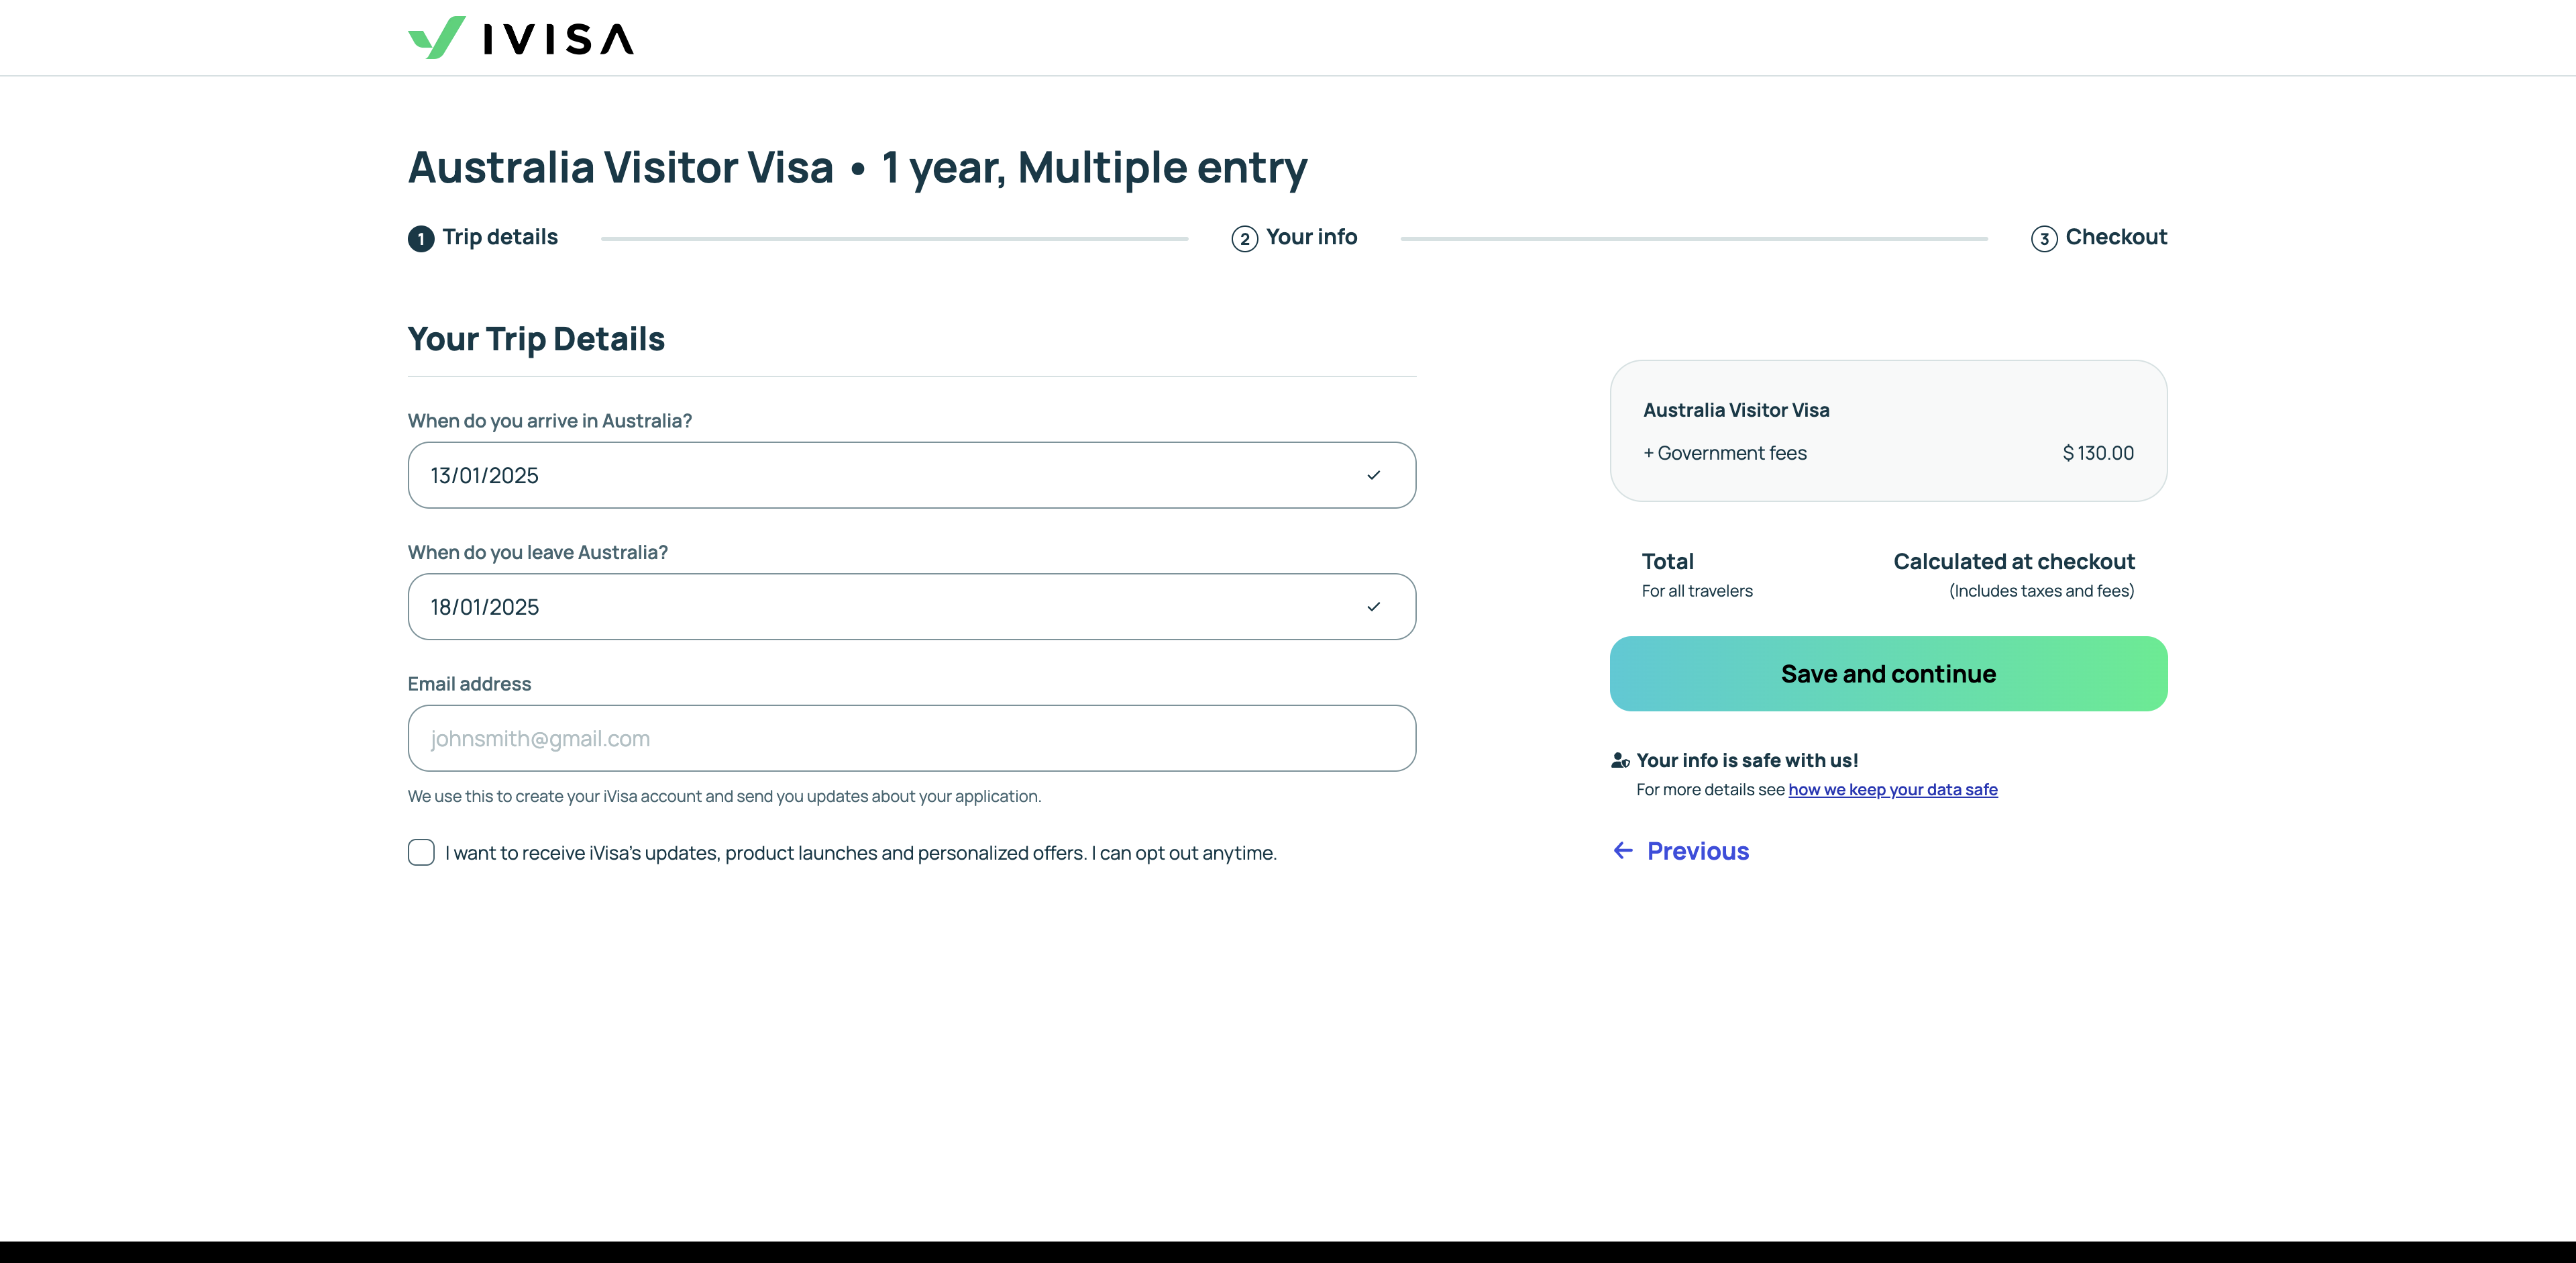 IVISA
Australia Visitor Visa • 1 year, Multiple entry
1 Trip details
2 Your info
3 Checkout
Your Trip Details
When do you arrive in Australia?
13/01/2025
When do you leave Australia?
18/01/2025
Email address
johnsmith@gmail.com
We use this to create your iVisa account and send you updates about your application.
I want to receive iVisa's updates, product launches and personalized offers. I can opt out anytime.
Australia Visitor Visa
+ Government fees $ 130.00
Total Calculated at checkout
For all travelers (Includes taxes and fees)
Save and continue
Your info is safe with us!
For more details see how we keep your data safe
← Previous